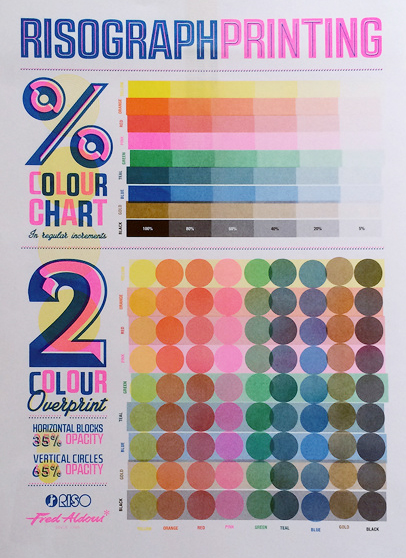 RISOGRAPHPRINTING
%
COLOUR
CHART
In regular increments
YELLOW
ORANGE
RED
PINK
GREEN
TEAL
BLUE
GOLD
BLACK
100% 80% 60% 40% 20% 5%
2
COLOUR
Overprint
HORIZONTAL BLOCKS
35% OPACITY
VERTICAL CIRCLES
65% OPACITY
RISO
Fred Aldous*
ORANGE
RED
PINK
GREEN
TEAL
BLUE
GOLD
BLACK
YELLOW ORANGE RED PINK GREEN TEAL BLUE GOLD BLACK